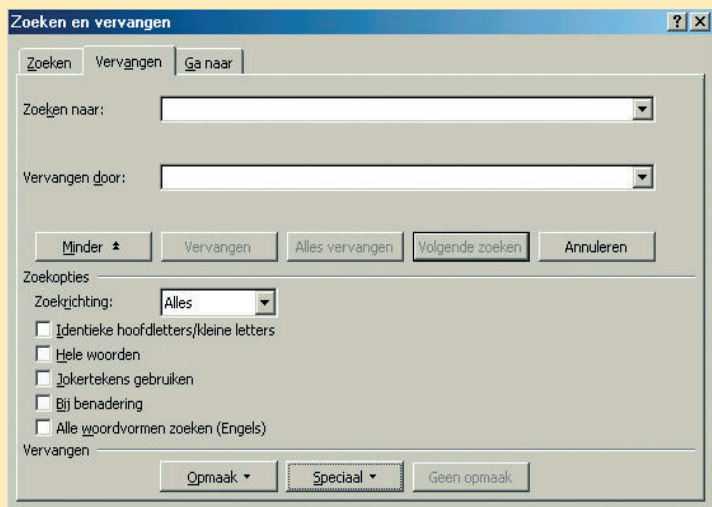 Zoeken en vervangen
Zoeken Vervangen Ga naar
Zoeken naar:
Vervangen door:
Minder Vervangen Alles vervangen Volgende zoeken Annuleren
Zoekopties
Zoekrichting: Alles
Identieke hoofdletters/kleine letters
Hele woorden
Jokertekens gebruiken
Bij benadering
Alle woordvormen zoeken (Engels)
Vervangen
Opmaak Speciaal Geen opmaak